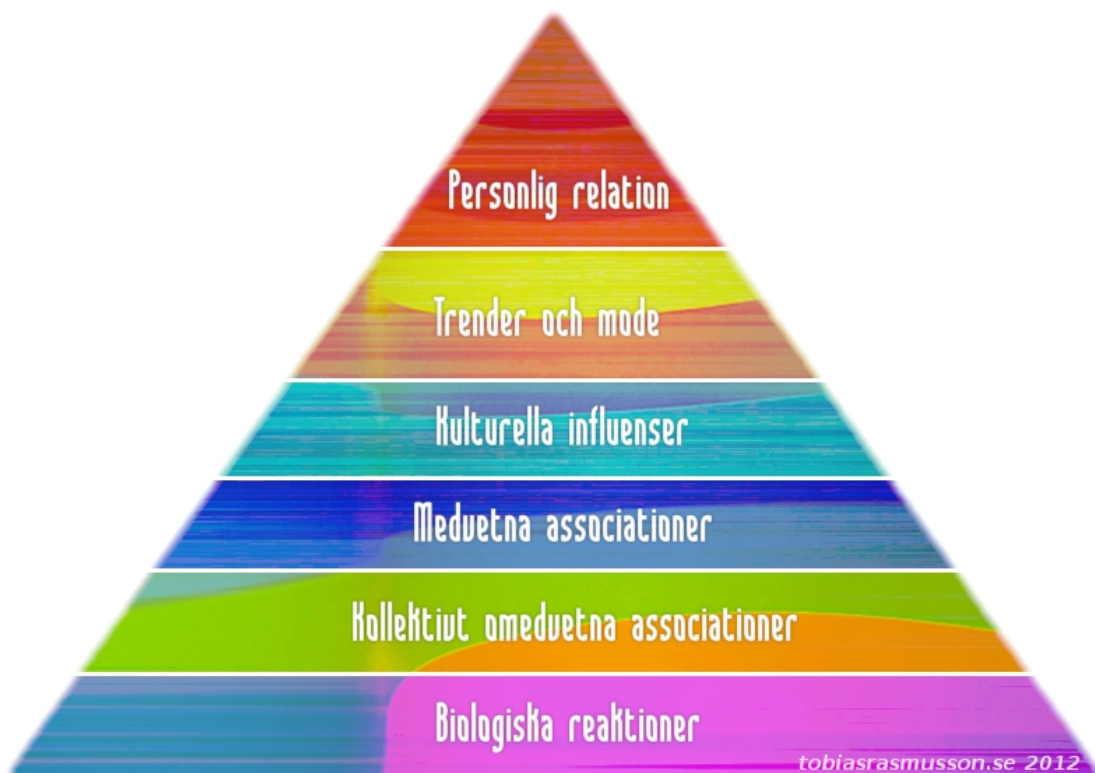 Personlig relation
Trender och mode
Kulturella influenser
Medvetna associationer
Kollektivt omedvetna associationer
Biologiska reaktioner
tobiasrasmusson.se 2012